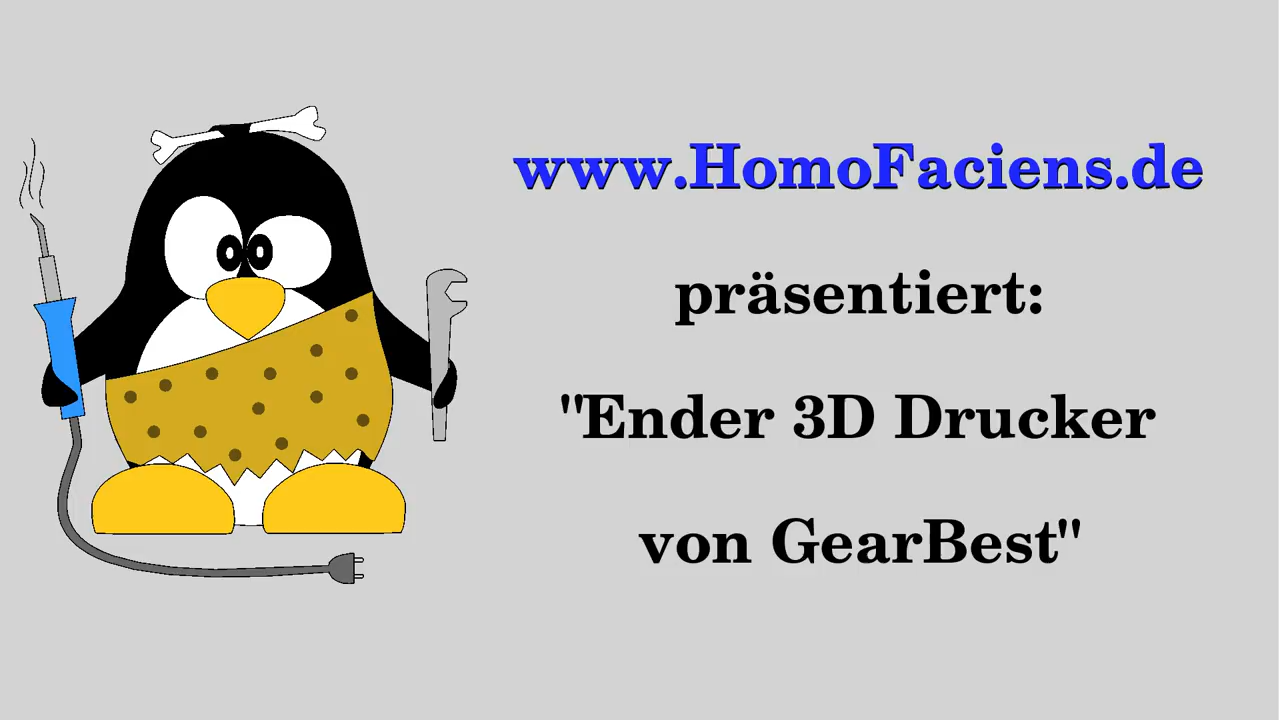 www.HomoFaciens.de
präsentiert:
"Ender 3D Drucker
von GearBest"